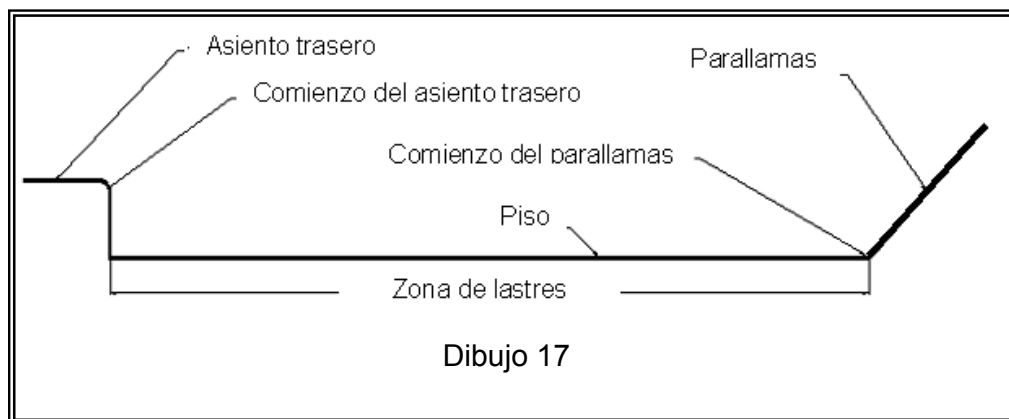 Asiento trasero
Parallamas
Comienzo del asiento trasero
Comienzo del parallamas
Piso
Zona de lastres
Dibujo 17